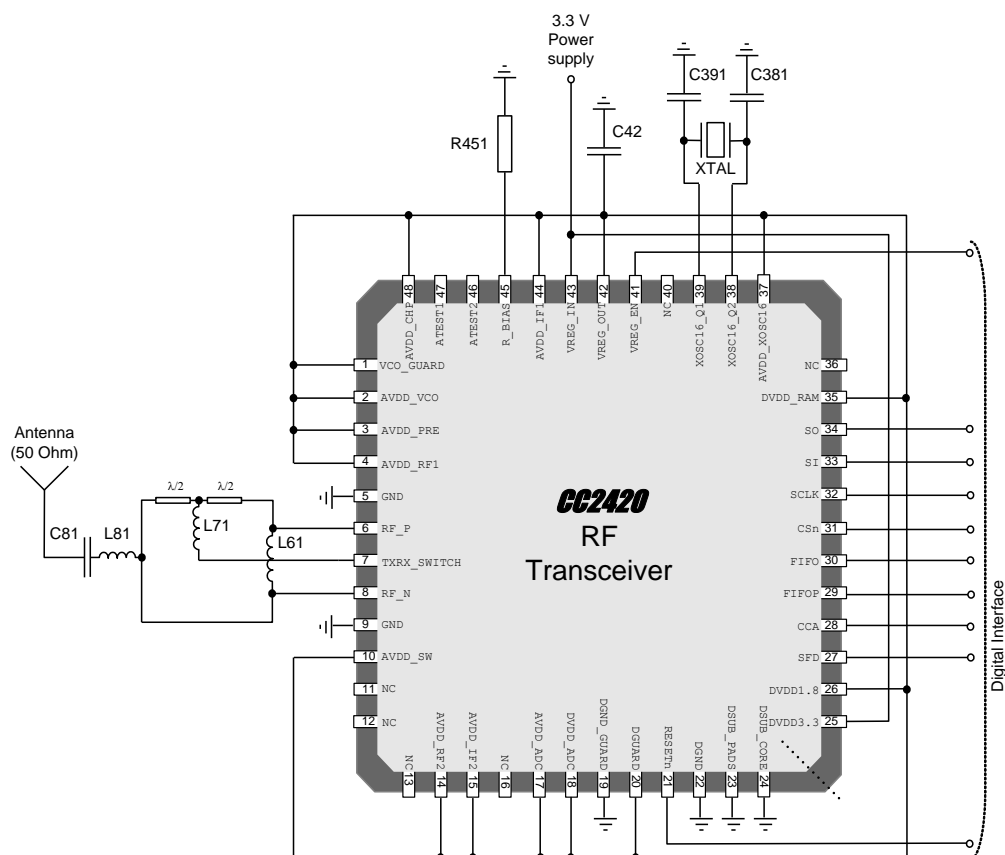 3.3 V
Power
supply
C391
C381
R451
C42
XTAL
48
47
46
45
44
43
42
41
40
39
38
37
AVDD_CHP
ATEST1
ATEST2
R_BIAS
AVDD_IF1
VREG_IN
VREG_OUT
VREG_EN
NC
XOSC16_Q1
XOSC16_Q2
AVDD_XOSC16
1 VCO_GUARD
2 AVDD_VCO
3 AVDD_PRE
4 AVDD_RF1
5 GND
6 RF_P
7 TXRX_SWITCH
8 RF_N
9 GND
10 AVDD_SW
11 NC
12 NC
Antenna
(50 Ohm)
λ/2
λ/2
C81
L81
L71
L61
CC2420
RF
Transceiver
NC 36
DVDD_RAM 35
SO 34
SI 33
SCLK 32
CSn 31
FIFO 30
FIFOP 29
CCA 28
SFD 27
DVDD1.8 26
DVDD3.3 25
Digital Interface
NC
AVDD_RF2
AVDD_IF2
NC
AVDD_ADC
DVDD_ADC
DGND_GUARD
DGUARD
RESETn
DGND
DSUB_PADS
DSUB_CORE
13
14
15
16
17
18
19
20
21
22
23
24